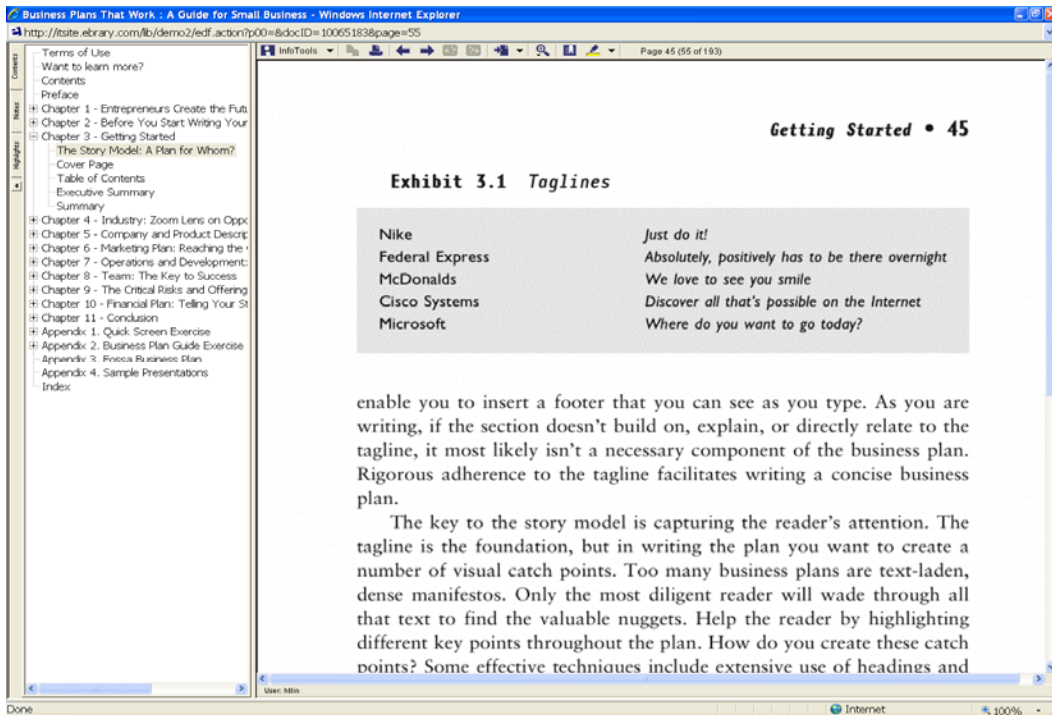 Business Plans That Work : A Guide for Small Business - Windows Internet Explorer
http://itsite.ebrary.com/lib/demo2/edf.action?p00=&docID=10065183&page=55
Contents
Notes
Highlights
Terms of Use
Want to learn more?
Contents
Preface
Chapter 1 - Entrepreneurs Create the Futu
Chapter 2 - Before You Start Writing Your
Chapter 3 - Getting Started
The Story Model: A Plan for Whom?
Cover Page
Table of Contents
Executive Summary
Summary
Chapter 4 - Industry: Zoom Lens on Oppo
Chapter 5 - Company and Product Descrip
Chapter 6 - Marketing Plan: Reaching the
Chapter 7 - Operations and Development:
Chapter 8 - Team: The Key to Success
Chapter 9 - The Critical Risks and Offering
Chapter 10 - Financial Plan: Telling Your St
Chapter 11 - Conclusion
Appendix 1. Quick Screen Exercise
Appendix 2. Business Plan Guide Exercise
Appendix 3. Fossa Business Plan
Appendix 4. Sample Presentations
Index
InfoTools
Page 45 (55 of 193)
Getting Started • 45
Exhibit 3.1 Taglines
Nike Just do it!
Federal Express Absolutely, positively has to be there overnight
McDonalds We love to see you smile
Cisco Systems Discover all that's possible on the Internet
Microsoft Where do you want to go today?
enable you to insert a footer that you can see as you type. As you are
writing, if the section doesn't build on, explain, or directly relate to the
tagline, it most likely isn't a necessary component of the business plan.
Rigorous adherence to the tagline facilitates writing a concise business
plan.
The key to the story model is capturing the reader's attention. The
tagline is the foundation, but in writing the plan you want to create a
number of visual catch points. Too many business plans are text-laden,
dense manifestos. Only the most diligent reader will wade through all
that text to find the valuable nuggets. Help the reader by highlighting
different key points throughout the plan. How do you create these catch
points? Some effective techniques include extensive use of headings and
User:
Done
Internet
100%